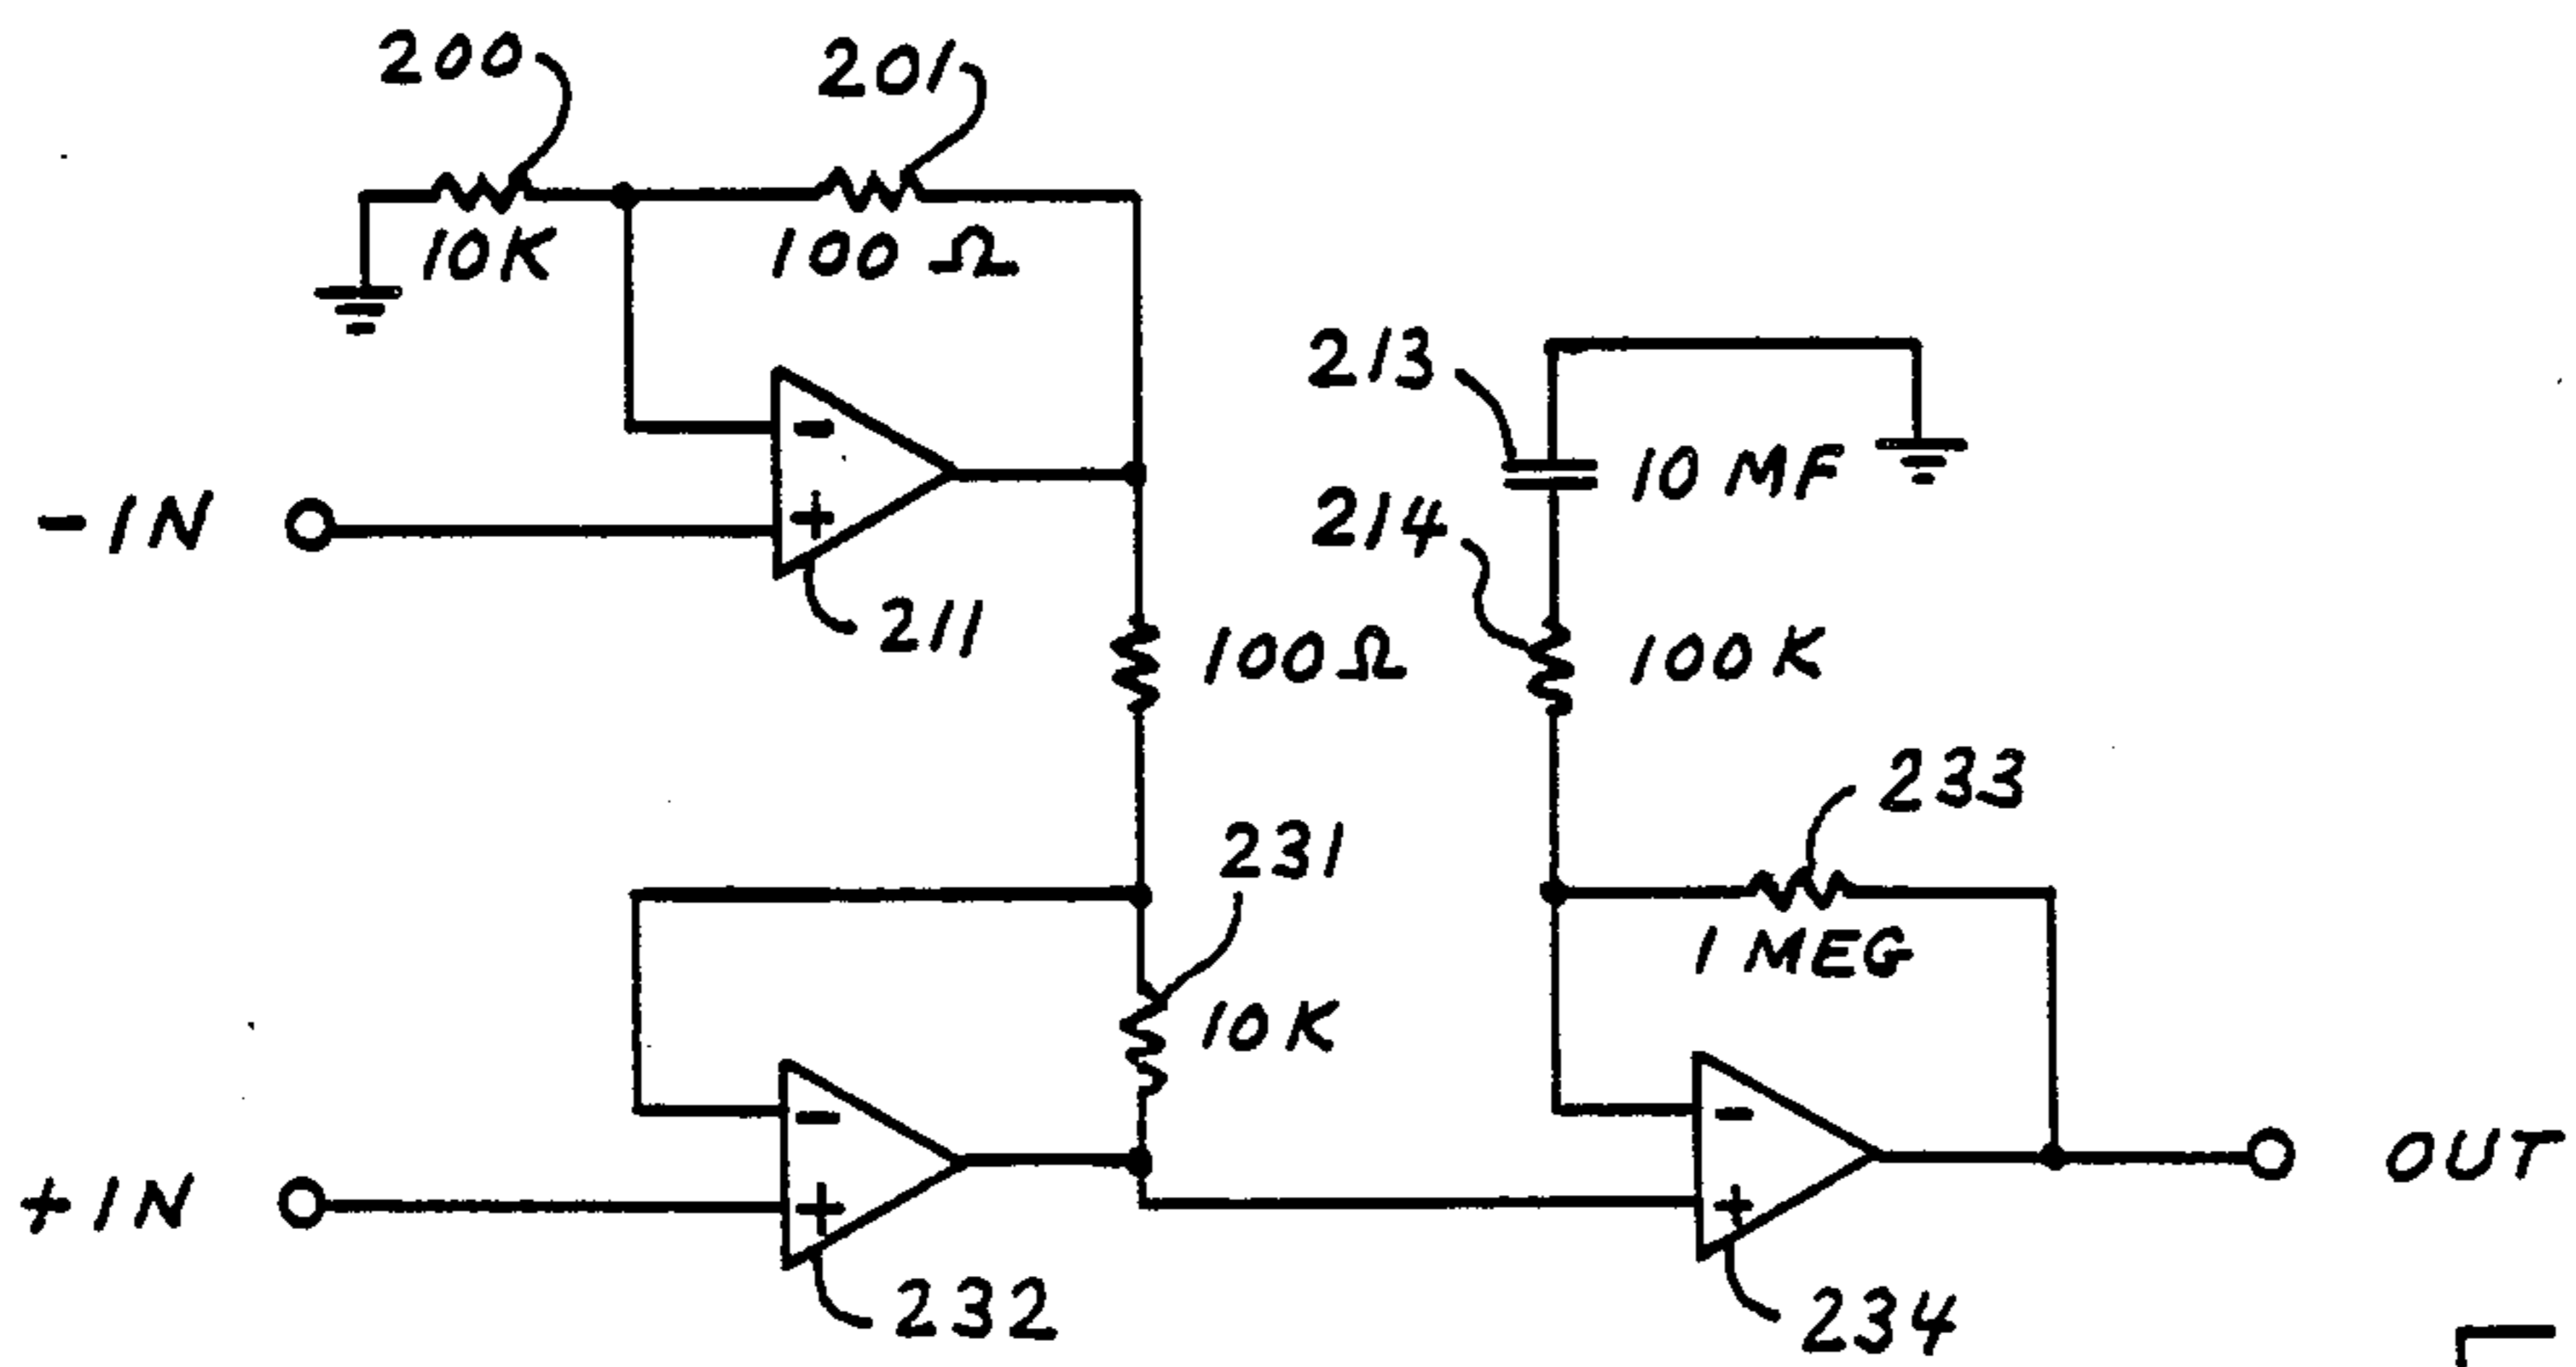 200
201
10K
100 Ω
-
-IN
+
211
213
10 MF
214
100K
100Ω
233
1 MEG
231
10K
-
+IN
+
232
-
+
234
OUT